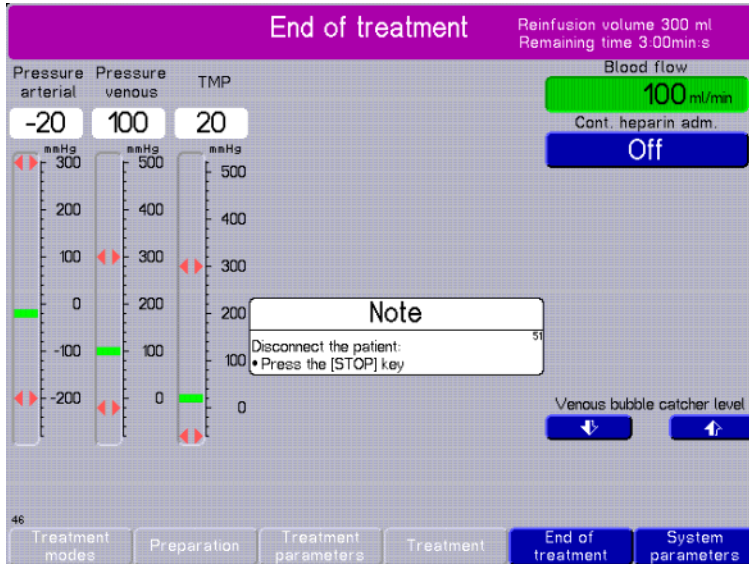 End of treatment
Reinfusion volume 300 ml
Remaining time 3:00min:s
Pressure arterial
Pressure venous
TMP
-20
100
20
mmHg
300
200
100
0
-100
-200
mmHg
500
400
300
200
100
0
mmHg
500
400
300
200
100
0
Blood flow
100 ml/min
Cont. heparin adm.
Off
Note
51
Disconnect the patient:
• Press the [STOP] key
Venous bubble catcher level
46
Treatment modes
Preparation
Treatment parameters
Treatment
End of treatment
System parameters